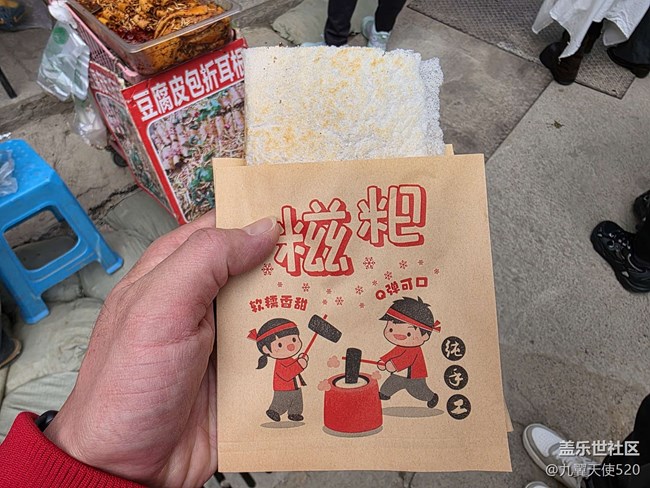 豆腐皮包折耳根
糍粑
软糯香甜
Q弹可口
纯手工
盖乐世社区
@九翼天使520